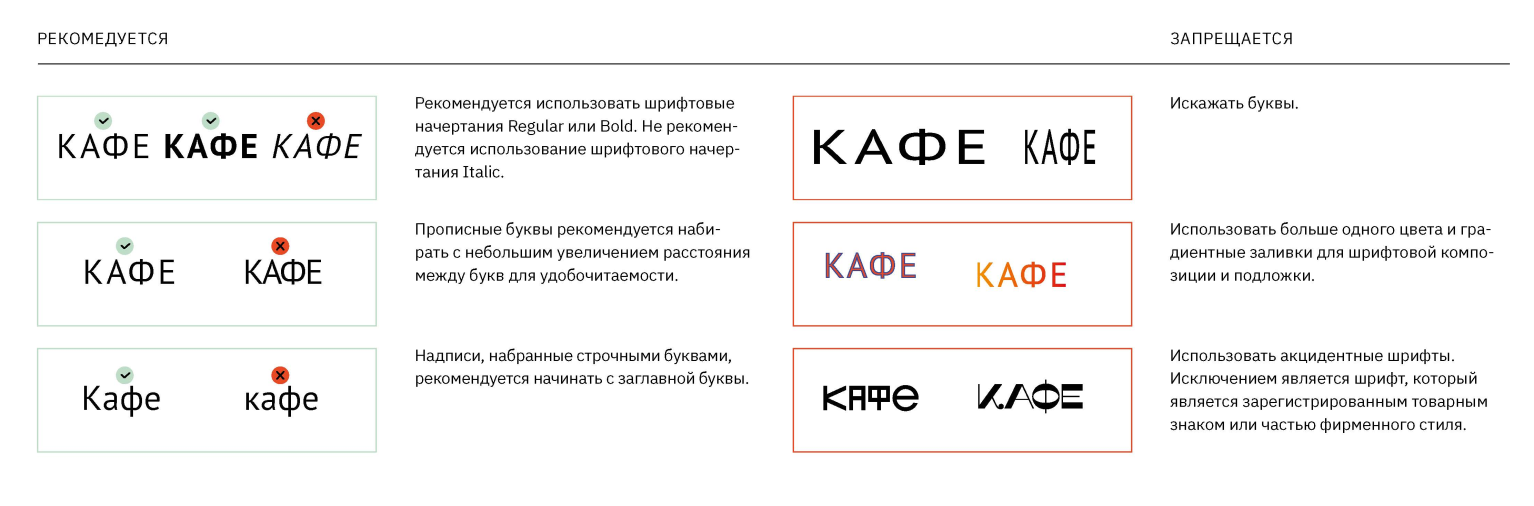 РЕКОМЕДУЕТСЯ
ЗАПРЕЩАЕТСЯ
КАФЕ КАФЕ КАФЕ
Рекомендуется использовать шрифтовые
начертания Regular или Bold. Не рекомен-
дуется использование шрифтового начер-
тания Italic.
КАФЕ КАФЕ
Искажать буквы.
КАФЕ КАФЕ
Прописные буквы рекомендуется наби-
рать с небольшим увеличением расстояния
между букв для удобочитаемости.
КАФЕ КАФЕ
Использовать больше одного цвета и гра-
диентные заливки для шрифтовой компо-
зиции и подложки.
Кафе кафе
Надписи, набранные строчными буквами,
рекомендуется начинать с заглавной буквы.
КАФе КАФЕ
Использовать акцидентные шрифты.
Исключением является шрифт, который
является зарегистрированным товарным
знаком или частью фирменного стиля.